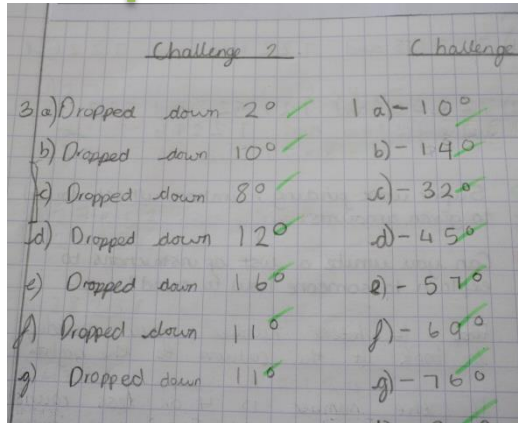 Challenge 2
3 a) Dropped down 2°
b) Dropped down 10°
c) Dropped down 8°
d) Dropped down 12°
e) Dropped down 16°
f) Dropped down 11°
g) Dropped down 11°
Challenge
1 a) - 10°
b) - 14°
c) - 32°
d) - 45°
e) - 57°
f) - 69°
g) - 76°